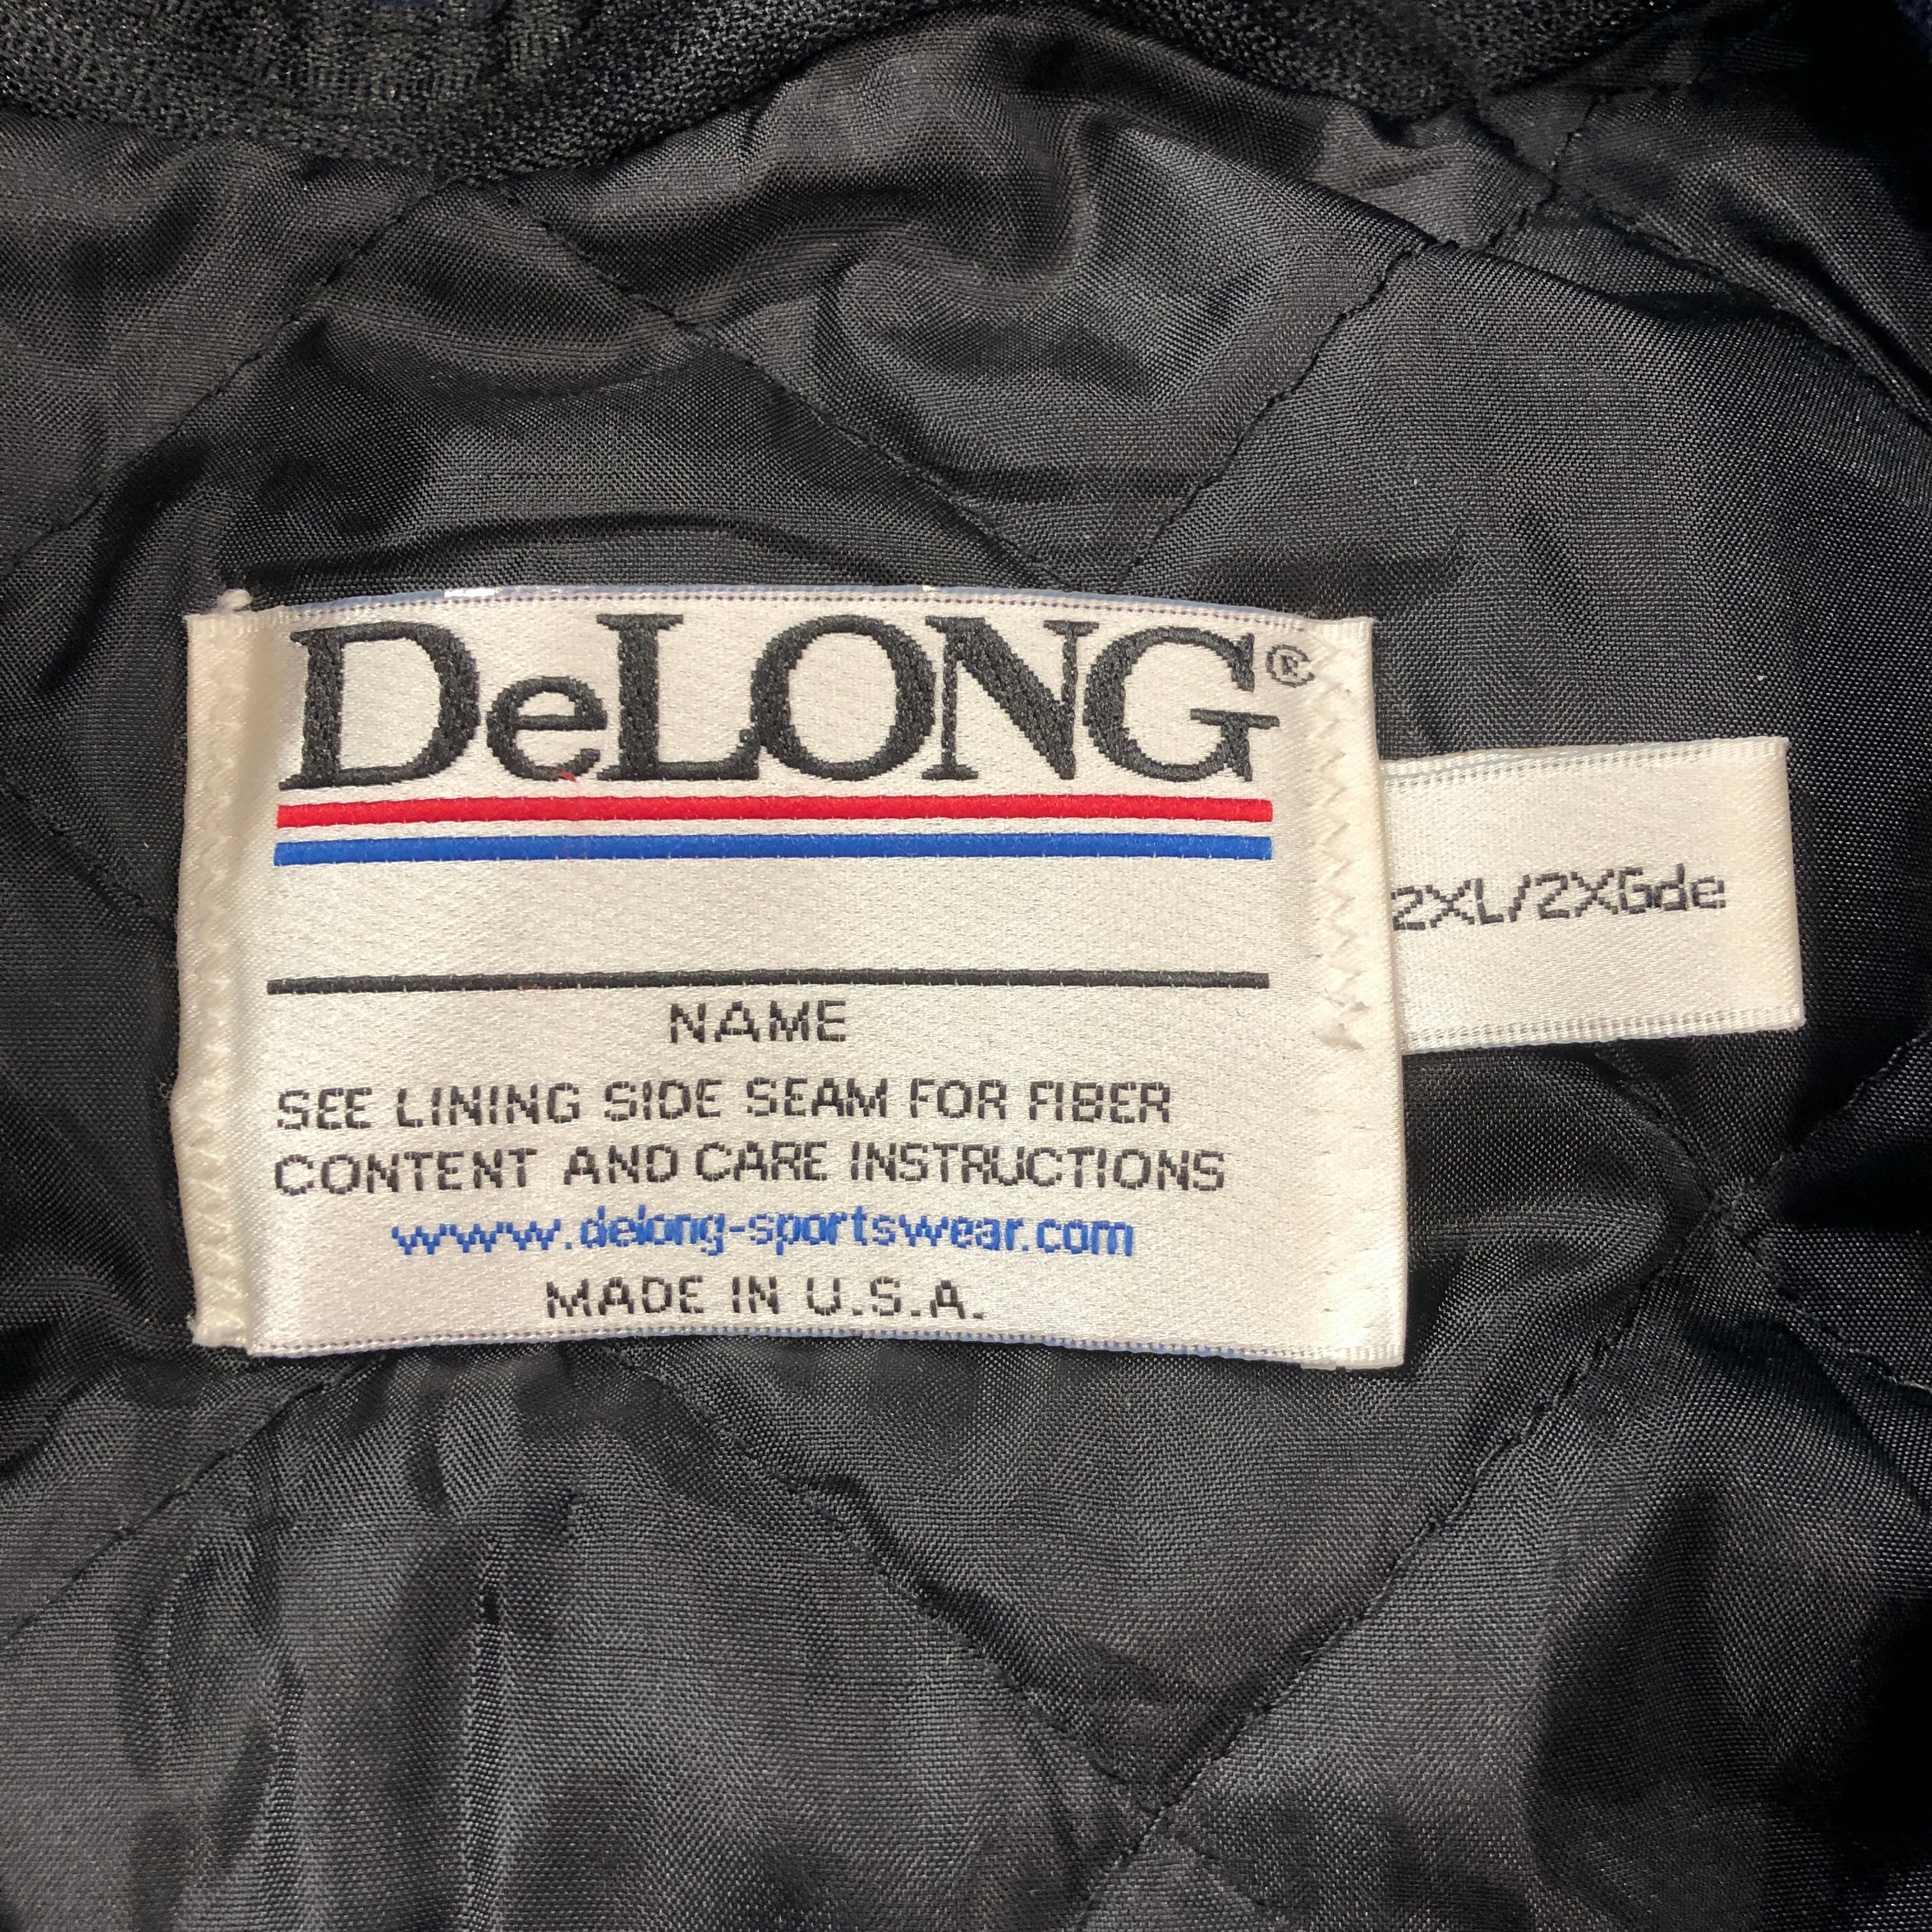 DeLONG®
2XL/2XGde
NAME
SEE LINING SIDE SEAM FOR FIBER
CONTENT AND CARE INSTRUCTIONS
www.delong-sportswear.com
MADE IN U.S.A.